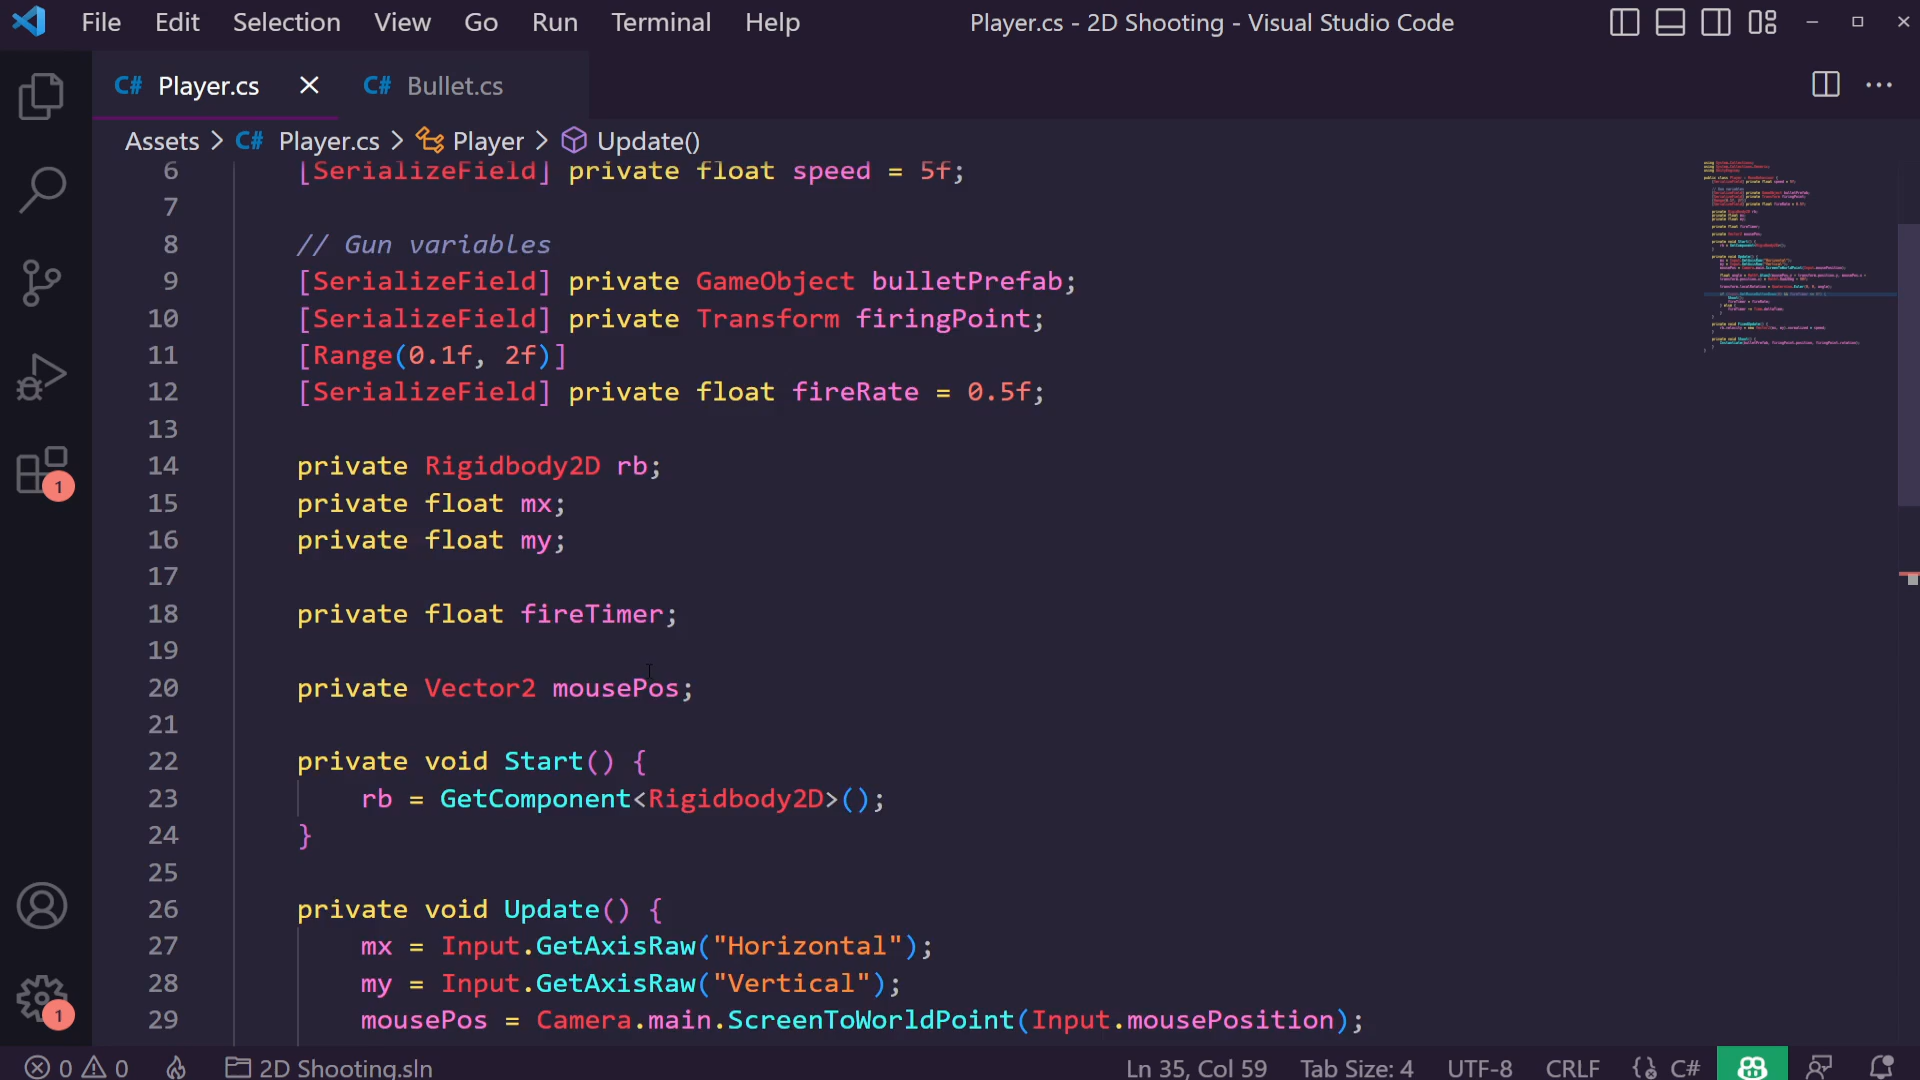 File Edit Selection View Go Run Terminal Help Player.cs - 2D Shooting - Visual Studio Code
C# Player.cs C# Bullet.cs
Assets > C# Player.cs > Player > Update()
6 [SerializeField] private float speed = 5f;
7
8 // Gun variables
9 [SerializeField] private GameObject bulletPrefab;
10 [SerializeField] private Transform firingPoint;
11 [Range(0.1f, 2f)]
12 [SerializeField] private float fireRate = 0.5f;
13
14 private Rigidbody2D rb;
15 private float mx;
16 private float my;
17
18 private float fireTimer;
19
20 private Vector2 mousePos;
21
22 private void Start() {
23 rb = GetComponent<Rigidbody2D>();
24 }
25
26 private void Update() {
27 mx = Input.GetAxisRaw("Horizontal");
28 my = Input.GetAxisRaw("Vertical");
29 mousePos = Camera.main.ScreenToWorldPoint(Input.mousePosition);
1
1
0 0 2D Shooting.sln Ln 35, Col 59 Tab Size: 4 UTF-8 CRLF C#